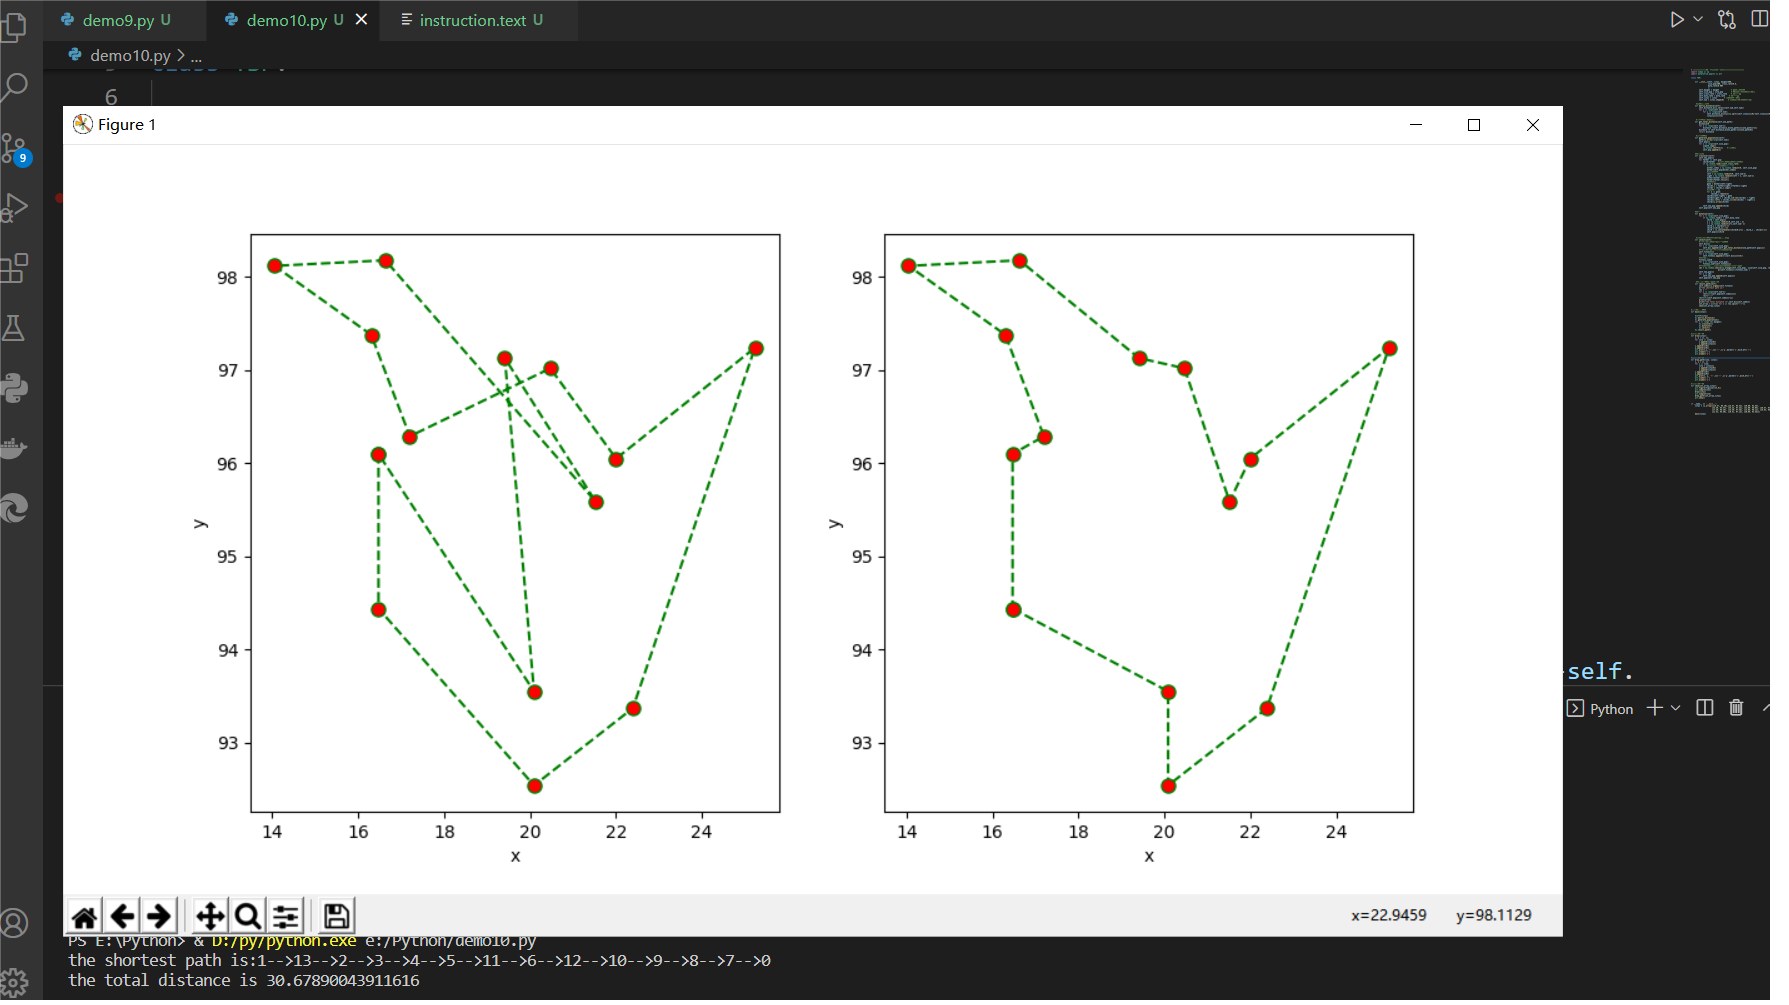 demo9.py U
demo10.py U
instruction.text U
demo10.py > ...
6
9
Figure 1
98
97
96
95
94
93
y
14 16 18 20 22 24
x
98
97
96
95
94
93
y
14 16 18 20 22 24
x
self.
Python
x=22.9459 y=98.1129
PS E:\Python> & D:/py/python.exe e:/Python/demo10.py
the shortest path is:1-->13-->2-->3-->4-->5-->11-->6-->12-->10-->9-->8-->7-->0
the total distance is 30.67890043911616